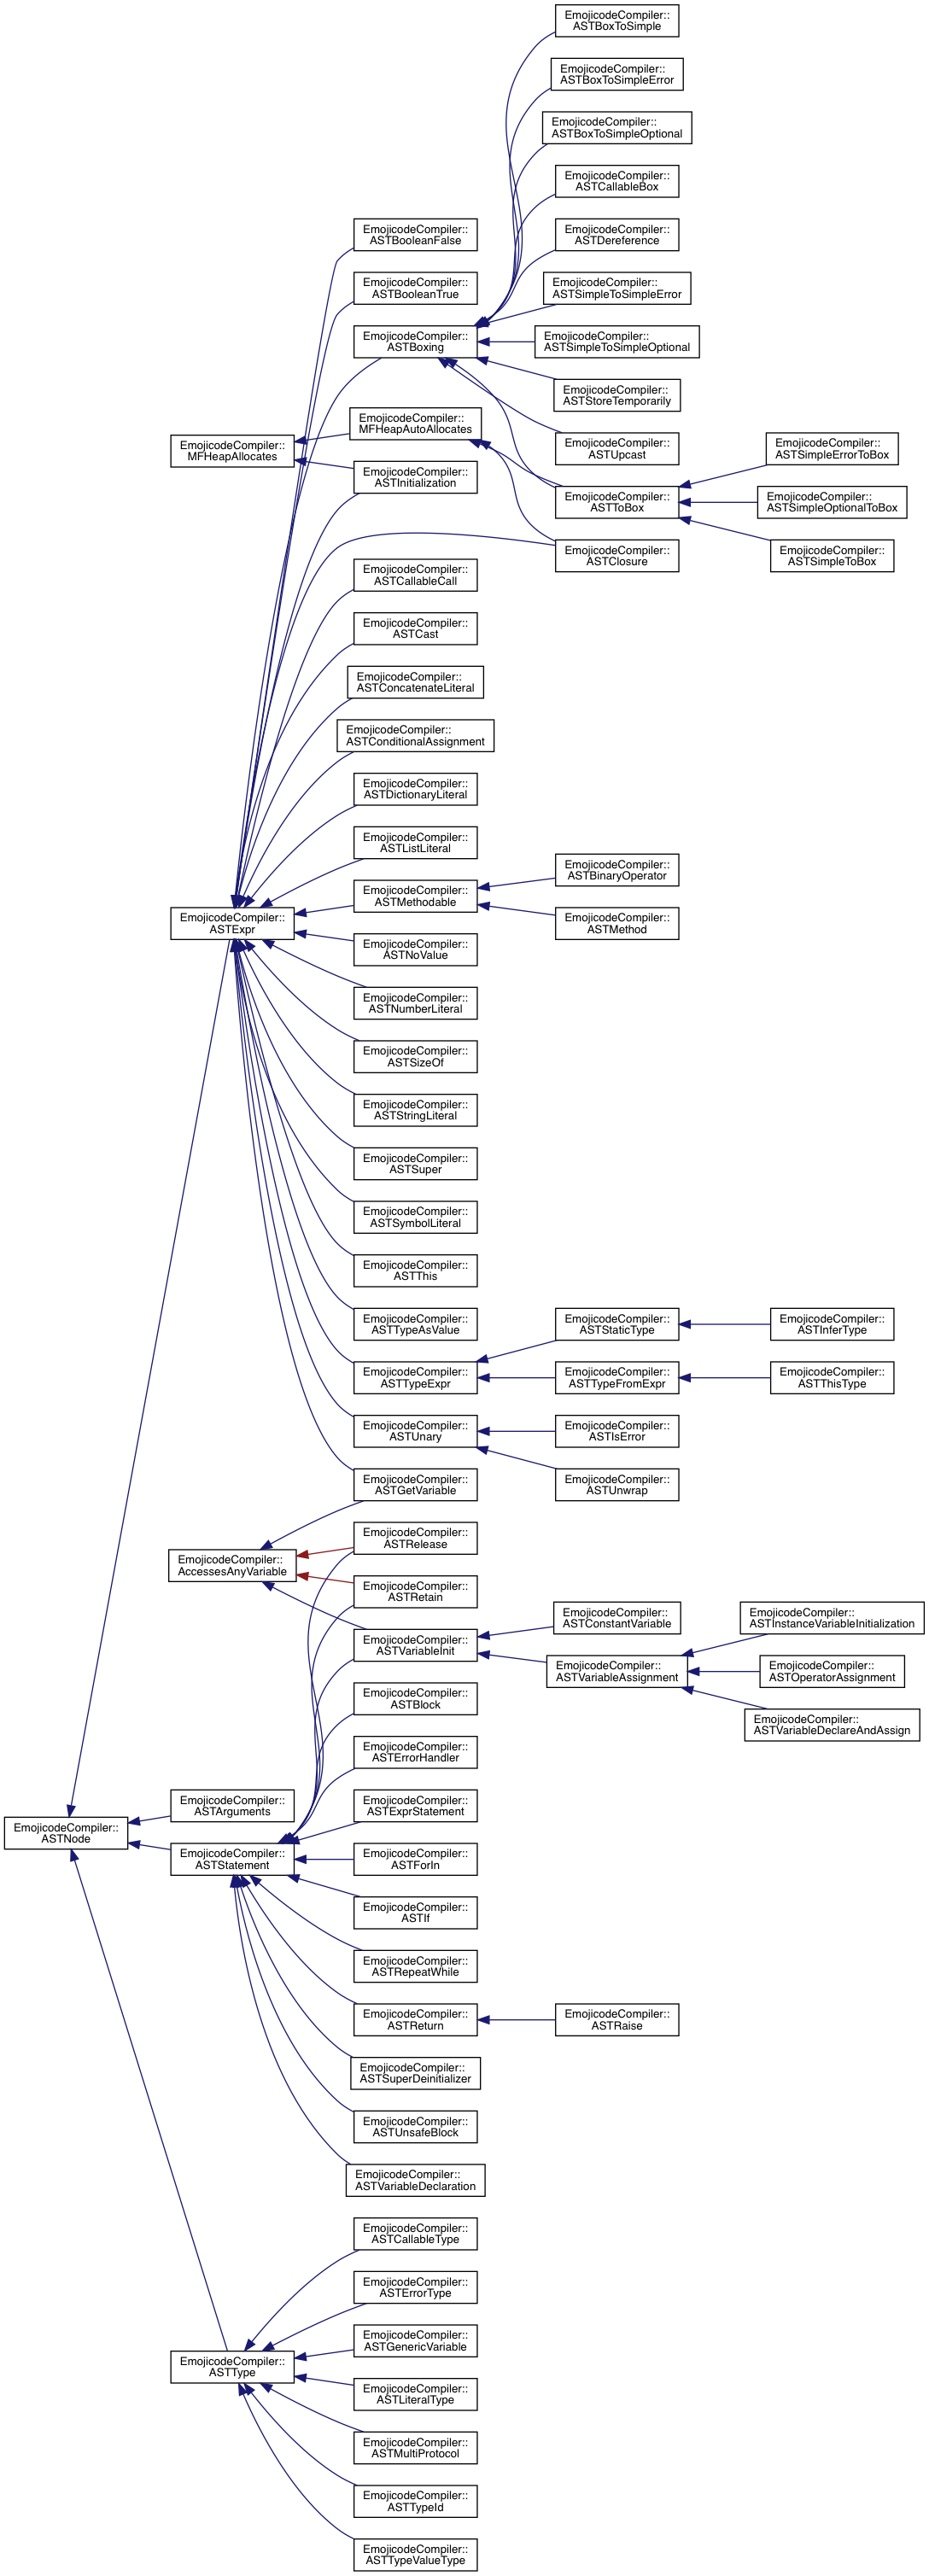 EmojicodeCompiler::
ASTBoxToSimple
EmojicodeCompiler::
ASTBoxToSimpleError
EmojicodeCompiler::
ASTBoxToSimpleOptional
EmojicodeCompiler::
ASTCallableBox
EmojicodeCompiler::
ASTBooleanFalse
EmojicodeCompiler::
ASTDereference
EmojicodeCompiler::
ASTBooleanTrue
EmojicodeCompiler::
ASTSimpleToSimpleError
EmojicodeCompiler::
ASTBoxing
EmojicodeCompiler::
ASTSimpleToSimpleOptional
EmojicodeCompiler::
ASTStoreTemporarily
EmojicodeCompiler::
MFHeapAutoAllocates
EmojicodeCompiler::
MFHeapAllocates
EmojicodeCompiler::
ASTUpcast
EmojicodeCompiler::
ASTSimpleErrorToBox
EmojicodeCompiler::
ASTInitialization
EmojicodeCompiler::
ASTToBox
EmojicodeCompiler::
ASTSimpleOptionalToBox
EmojicodeCompiler::
ASTClosure
EmojicodeCompiler::
ASTSimpleToBox
EmojicodeCompiler::
ASTCallableCall
EmojicodeCompiler::
ASTCast
EmojicodeCompiler::
ASTConcatenateLiteral
EmojicodeCompiler::
ASTConditionalAssignment
EmojicodeCompiler::
ASTDictionaryLiteral
EmojicodeCompiler::
ASTListLiteral
EmojicodeCompiler::
ASTMethodable
EmojicodeCompiler::
ASTBinaryOperator
EmojicodeCompiler::
ASTExpr
EmojicodeCompiler::
ASTMethod
EmojicodeCompiler::
ASTNoValue
EmojicodeCompiler::
ASTNumberLiteral
EmojicodeCompiler::
ASTSizeOf
EmojicodeCompiler::
ASTStringLiteral
EmojicodeCompiler::
ASTSuper
EmojicodeCompiler::
ASTSymbolLiteral
EmojicodeCompiler::
ASTThis
EmojicodeCompiler::
ASTTypeAsValue
EmojicodeCompiler::
ASTStaticType
EmojicodeCompiler::
ASTInferType
EmojicodeCompiler::
ASTTypeExpr
EmojicodeCompiler::
ASTTypeFromExpr
EmojicodeCompiler::
ASTThisType
EmojicodeCompiler::
ASTUnary
EmojicodeCompiler::
ASTIsError
EmojicodeCompiler::
ASTGetVariable
EmojicodeCompiler::
ASTUnwrap
EmojicodeCompiler::
ASTRelease
EmojicodeCompiler::
AccessesAnyVariable
EmojicodeCompiler::
ASTRetain
EmojicodeCompiler::
ASTVariableInit
EmojicodeCompiler::
ASTConstantVariable
EmojicodeCompiler::
ASTInstanceVariableInitialization
EmojicodeCompiler::
ASTVariableAssignment
EmojicodeCompiler::
ASTOperatorAssignment
EmojicodeCompiler::
ASTVariableDeclareAndAssign
EmojicodeCompiler::
ASTBlock
EmojicodeCompiler::
ASTErrorHandler
EmojicodeCompiler::
ASTArguments
EmojicodeCompiler::
ASTExprStatement
EmojicodeCompiler::
ASTNode
EmojicodeCompiler::
ASTStatement
EmojicodeCompiler::
ASTForIn
EmojicodeCompiler::
ASTIf
EmojicodeCompiler::
ASTRepeatWhile
EmojicodeCompiler::
ASTReturn
EmojicodeCompiler::
ASTRaise
EmojicodeCompiler::
ASTSuperDeinitializer
EmojicodeCompiler::
ASTUnsafeBlock
EmojicodeCompiler::
ASTVariableDeclaration
EmojicodeCompiler::
ASTCallableType
EmojicodeCompiler::
ASTErrorType
EmojicodeCompiler::
ASTGenericVariable
EmojicodeCompiler::
ASTType
EmojicodeCompiler::
ASTLiteralType
EmojicodeCompiler::
ASTMultiProtocol
EmojicodeCompiler::
ASTTypeId
EmojicodeCompiler::
ASTTypeValueType